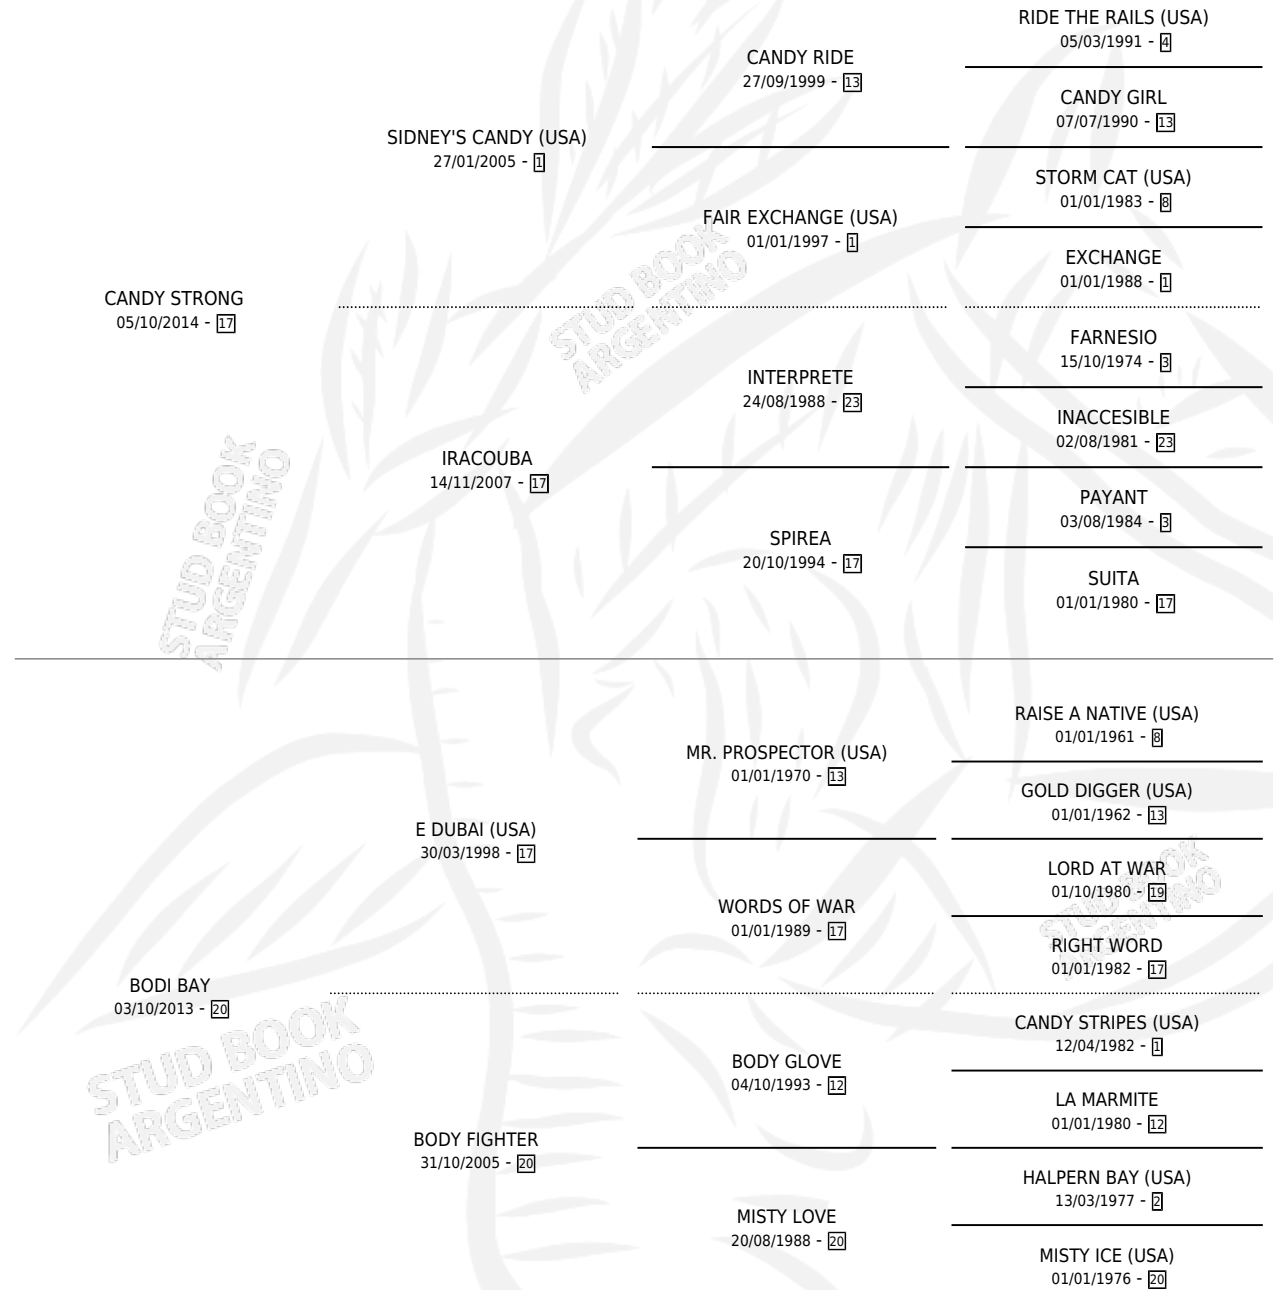 RIDE THE RAILS (USA)
05/03/1991 - 4
CANDY RIDE
27/09/1999 - 13
CANDY GIRL
07/07/1990 - 13
SIDNEY'S CANDY (USA)
27/01/2005 - 1
STORM CAT (USA)
01/01/1983 - 8
FAIR EXCHANGE (USA)
01/01/1997 - 1
EXCHANGE
01/01/1988 - 1
CANDY STRONG
05/10/2014 - 17
STUD BOOK
ARGENTINO
FARNESIO
15/10/1974 - 3
INTERPRETE
24/08/1988 - 23
INACCESIBLE
02/08/1981 - 23
IRACOUBA
14/11/2007 - 17
PAYANT
03/08/1984 - 3
SPIREA
20/10/1994 - 17
SUITA
01/01/1980 - 17
STUD BOOK
ARGENTINO
RAISE A NATIVE (USA)
01/01/1961 - 8
MR. PROSPECTOR (USA)
01/01/1970 - 13
GOLD DIGGER (USA)
01/01/1962 - 13
E DUBAI (USA)
30/03/1998 - 17
LORD AT WAR
01/10/1980 - 19
WORDS OF WAR
01/01/1989 - 17
STUD BOOK
ARGENTINO
RIGHT WORD
01/01/1982 - 17
BODI BAY
03/10/2013 - 20
CANDY STRIPES (USA)
12/04/1982 - 1
BODY GLOVE
04/10/1993 - 12
LA MARMITE
01/01/1980 - 12
STUD BOOK
ARGENTINO
BODY FIGHTER
31/10/2005 - 20
HALPERN BAY (USA)
13/03/1977 - 2
MISTY LOVE
20/08/1988 - 20
MISTY ICE (USA)
01/01/1976 - 20